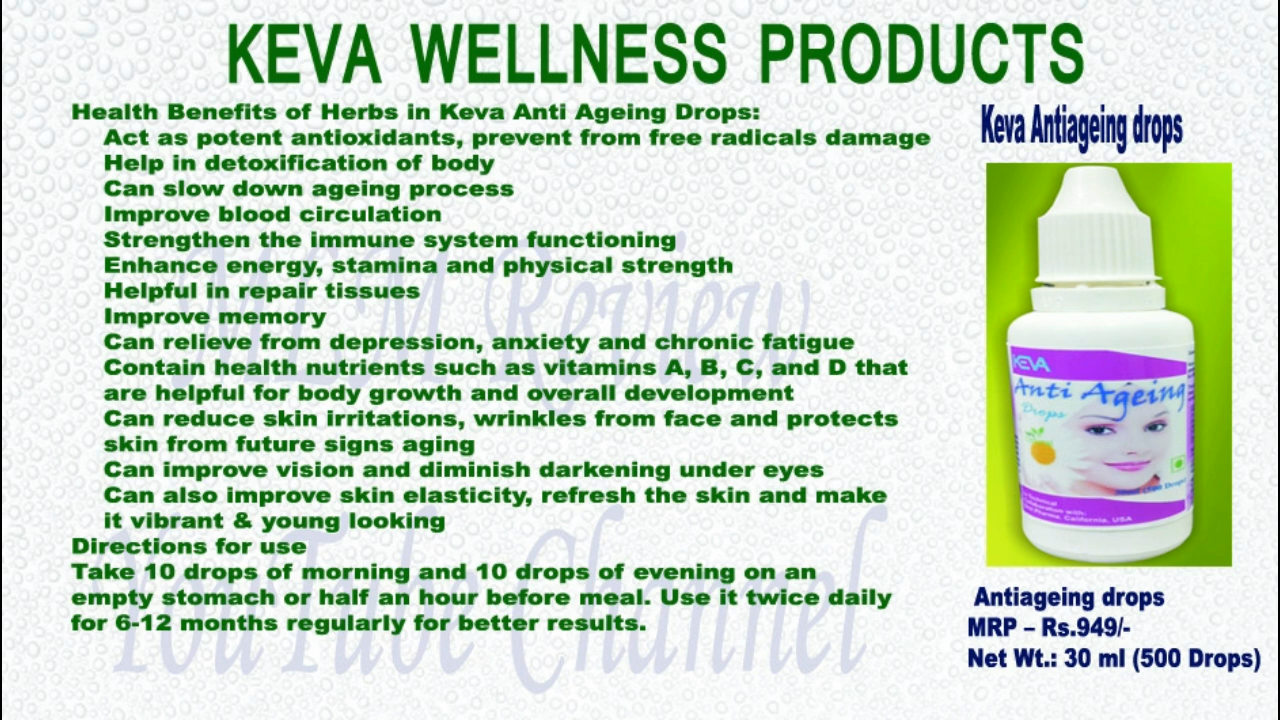 KEVA WELLNESS PRODUCTS
Health Benefits of Herbs in Keva Anti Ageing Drops:
Act as potent antioxidants, prevent from free radicals damage
Help in detoxification of body
Can slow down ageing process
Improve blood circulation
Strengthen the immune system functioning
Enhance energy, stamina and physical strength
Helpful in repair tissues
Improve memory
Can relieve from depression, anxiety and chronic fatigue
Contain health nutrients such as vitamins A, B, C, and D that
are helpful for body growth and overall development
Can reduce skin irritations, wrinkles from face and protects
skin from future signs aging
Can improve vision and diminish darkening under eyes
Can also improve skin elasticity, refresh the skin and make
it vibrant & young looking
Directions for use
Take 10 drops of morning and 10 drops of evening on an
empty stomach or half an hour before meal. Use it twice daily
for 6-12 months regularly for better results.
MLM Review
YouTube Channel
Keva Antiageing drops
KEVA
Anti Ageing
Drops
California, USA
Antiageing drops
MRP – Rs.949/-
Net Wt.: 30 ml (500 Drops)